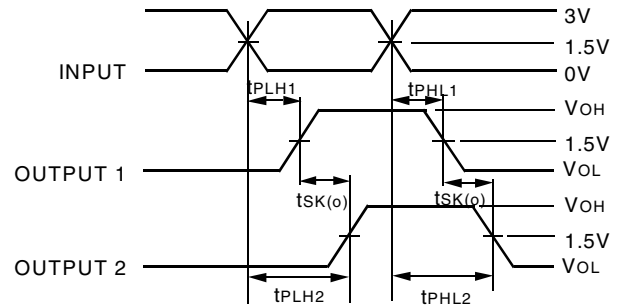 3V
1.5V
INPUT
0V
tPLH1
tPHL1
VOH
1.5V
OUTPUT 1
VOL
tSK(o)
tSK(o)
VOH
1.5V
OUTPUT 2
VOL
tPLH2
tPHL2